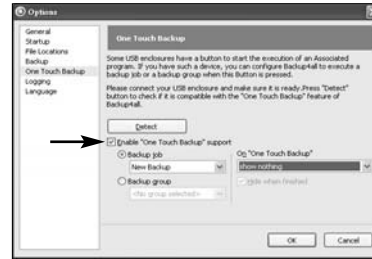 Options
General
Startup
File Locations
Backup
One Touch Backup
Logging
Language
One Touch Backup
Some USB enclosures have a button to start the execution of an Associated
program. If you have such a device, you can configure Backup4all to execute a
backup job or a backup group when this Button is pressed.
Please connect your USB enclosure and make sure it is ready.Press "Detect"
button to check if it is compatible with the "One Touch Backup" feature of
Backup4all.
Detect
Enable "One Touch Backup" support
Backup job
New Backup
Backup group
<No group selected>
On "One Touch Backup"
show nothing
Hide when finished
OK
Cancel